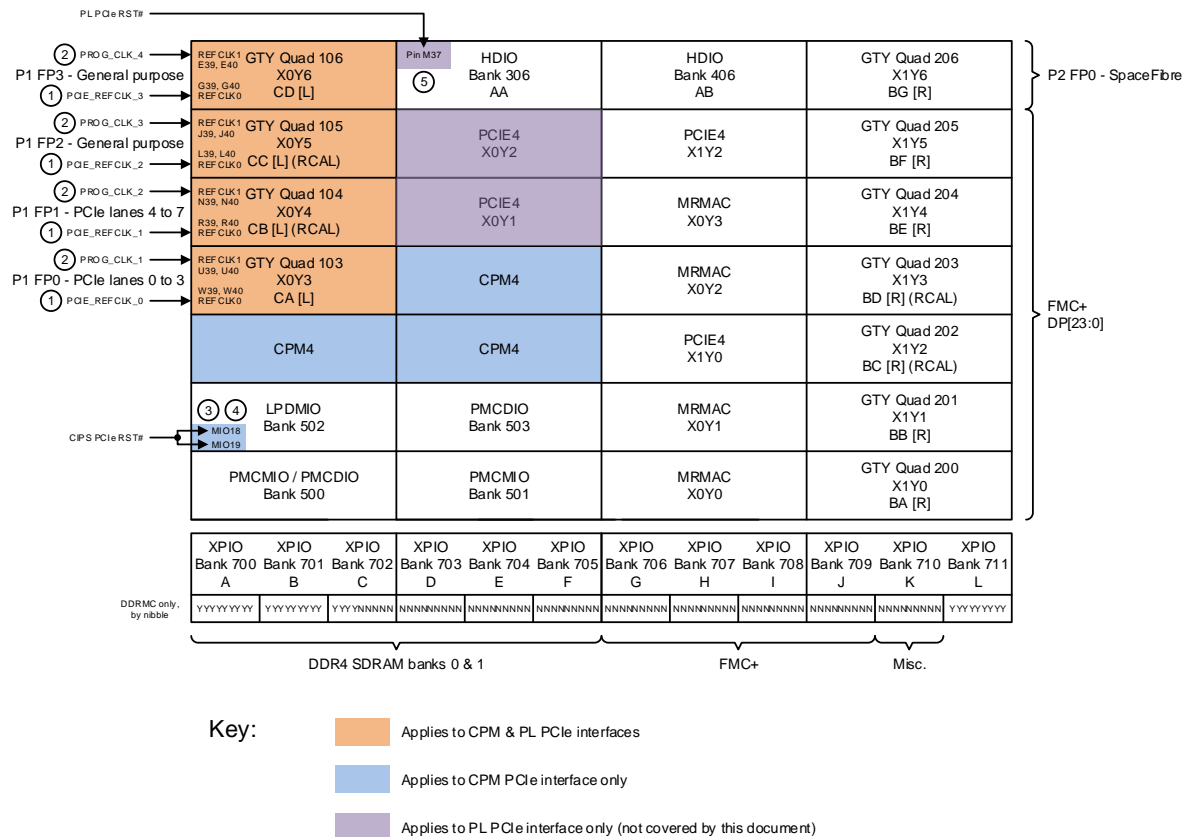 PL PCIe RST#
2 PROG_CLK_4
P1 FP3 - General purpose
1 PCIE_REFCLK_3
2 PROG_CLK_3
P1 FP2 - General purpose
1 PCIE_REFCLK_2
2 PROG_CLK_2
P1 FP1 - PCIe lanes 4 to 7
1 PCIE_REFCLK_1
2 PROG_CLK_1
P1 FP0 - PCIe lanes 0 to 3
1 PCIE_REFCLK_0
CIPS PCIe RST#
REFCLK1
E39, E40
GTY Quad 106
X0Y6
G39, G40
REFCLK0
CD [L]
Pin M37
5
HDIO
Bank 306
AA
HDIO
Bank 406
AB
GTY Quad 206
X1Y6
BG [R]
P2 FP0 - SpaceFibre
REFCLK1
J39, J40
GTY Quad 105
X0Y5
L39, L40
REFCLK0
CC [L] (RCAL)
PCIE4
X0Y2
PCIE4
X1Y2
GTY Quad 205
X1Y5
BF [R]
REFCLK1
N39, N40
GTY Quad 104
X0Y4
R39, R40
REFCLK0
CB [L] (RCAL)
PCIE4
X0Y1
MRMAC
X0Y3
GTY Quad 204
X1Y4
BE [R]
REFCLK1
U39, U40
GTY Quad 103
X0Y3
W39, W40
REFCLK0
CA [L]
CPM4
MRMAC
X0Y2
GTY Quad 203
X1Y3
BD [R] (RCAL)
FMC+
DP[23:0]
CPM4
CPM4
PCIE4
X1Y0
GTY Quad 202
X1Y2
BC [R] (RCAL)
3 4
LPDMIO
Bank 502
MIO18
MIO19
PMCDIO
Bank 503
MRMAC
X0Y1
GTY Quad 201
X1Y1
BB [R]
PMCMIO / PMCDIO
Bank 500
PMCMIO
Bank 501
MRMAC
X0Y0
GTY Quad 200
X1Y0
BA [R]
XPIO XPIO XPIO XPIO XPIO XPIO XPIO XPIO XPIO XPIO XPIO XPIO
Bank 700 Bank 701 Bank 702 Bank 703 Bank 704 Bank 705 Bank 706 Bank 707 Bank 708 Bank 709 Bank 710 Bank 711
A B C D E F G H I J K L
DDRMC only,
by nibble
YYYYYYYYY YYYYYYYYY YYYYNNNNN NNNNNNNNN NNNNNNNNN NNNNNNNNN NNNNNNNNN NNNNNNNNN NNNNNNNNN NNNNNNNNN NNNNNNNNN YYYYYYYYY
DDR4 SDRAM banks 0 & 1 FMC+ Misc.
Key:
Applies to CPM & PL PCIe interfaces
Applies to CPM PCIe interface only
Applies to PL PCIe interface only (not covered by this document)